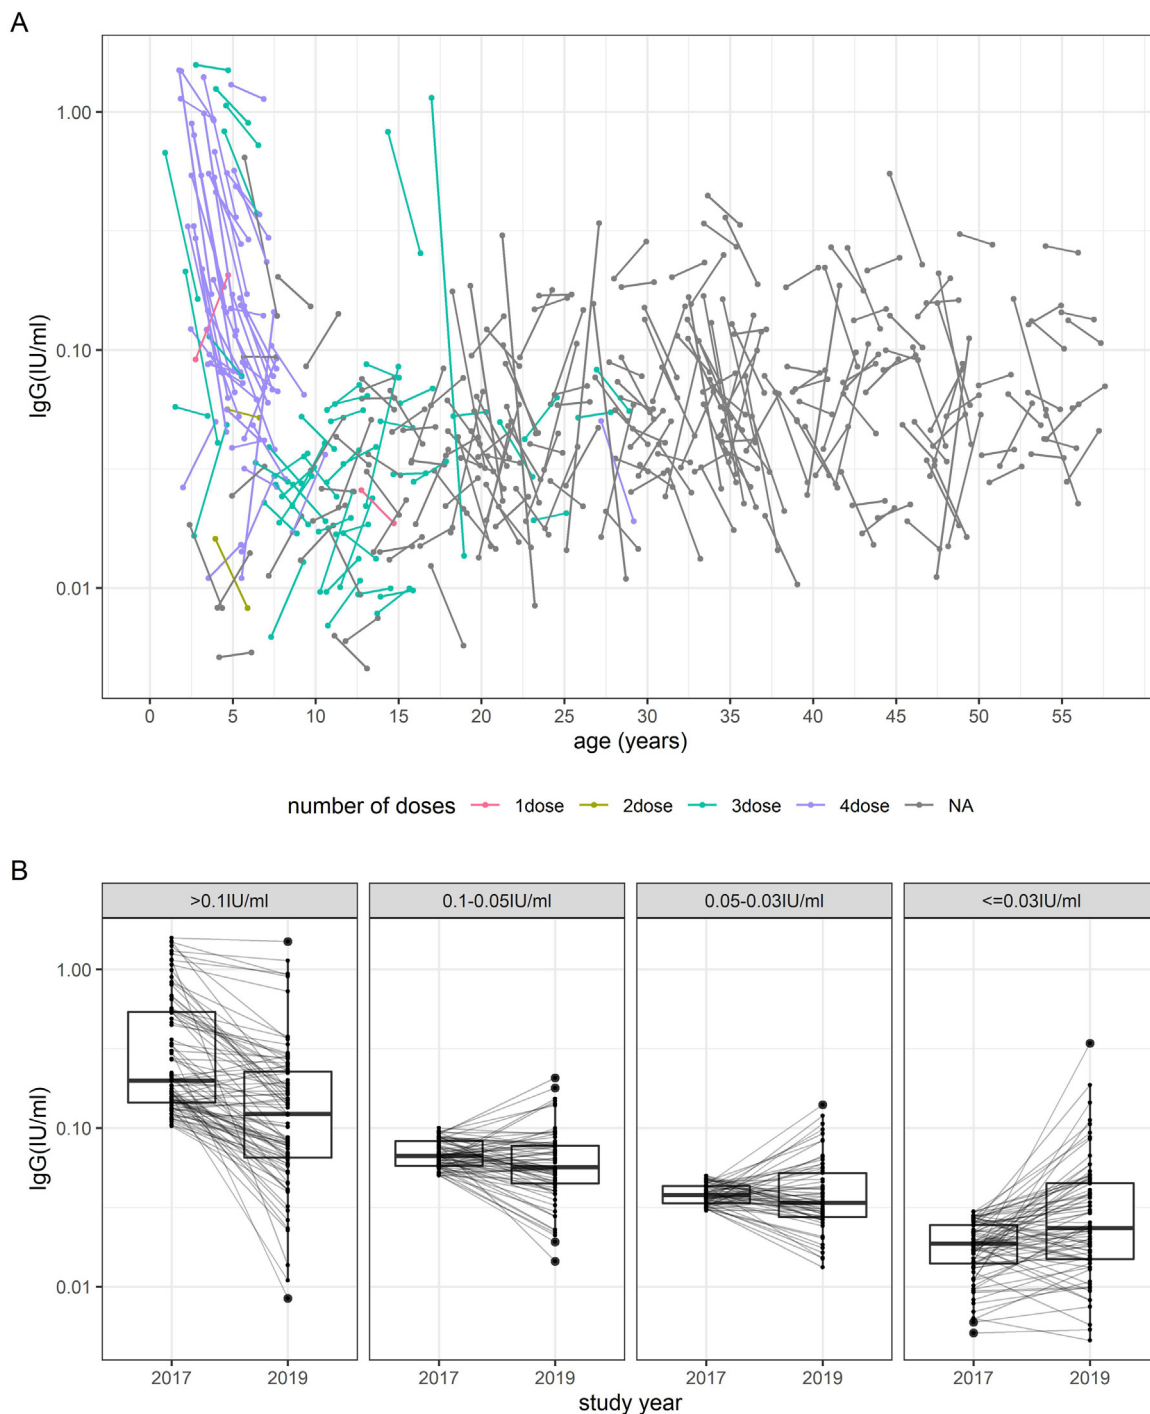 A
IgG(IU/ml)
1.00
0.10
0.01
0 5 10 15 20 25 30 35 40 45 50 55
age (years)
number of doses 1dose 2dose 3dose 4dose NA
B
>0.1IU/ml 0.1-0.05IU/ml 0.05-0.03IU/ml <=0.03IU/ml
IgG(IU/ml)
1.00
0.10
0.01
2017 2019 2017 2019 2017 2019 2017 2019
study year